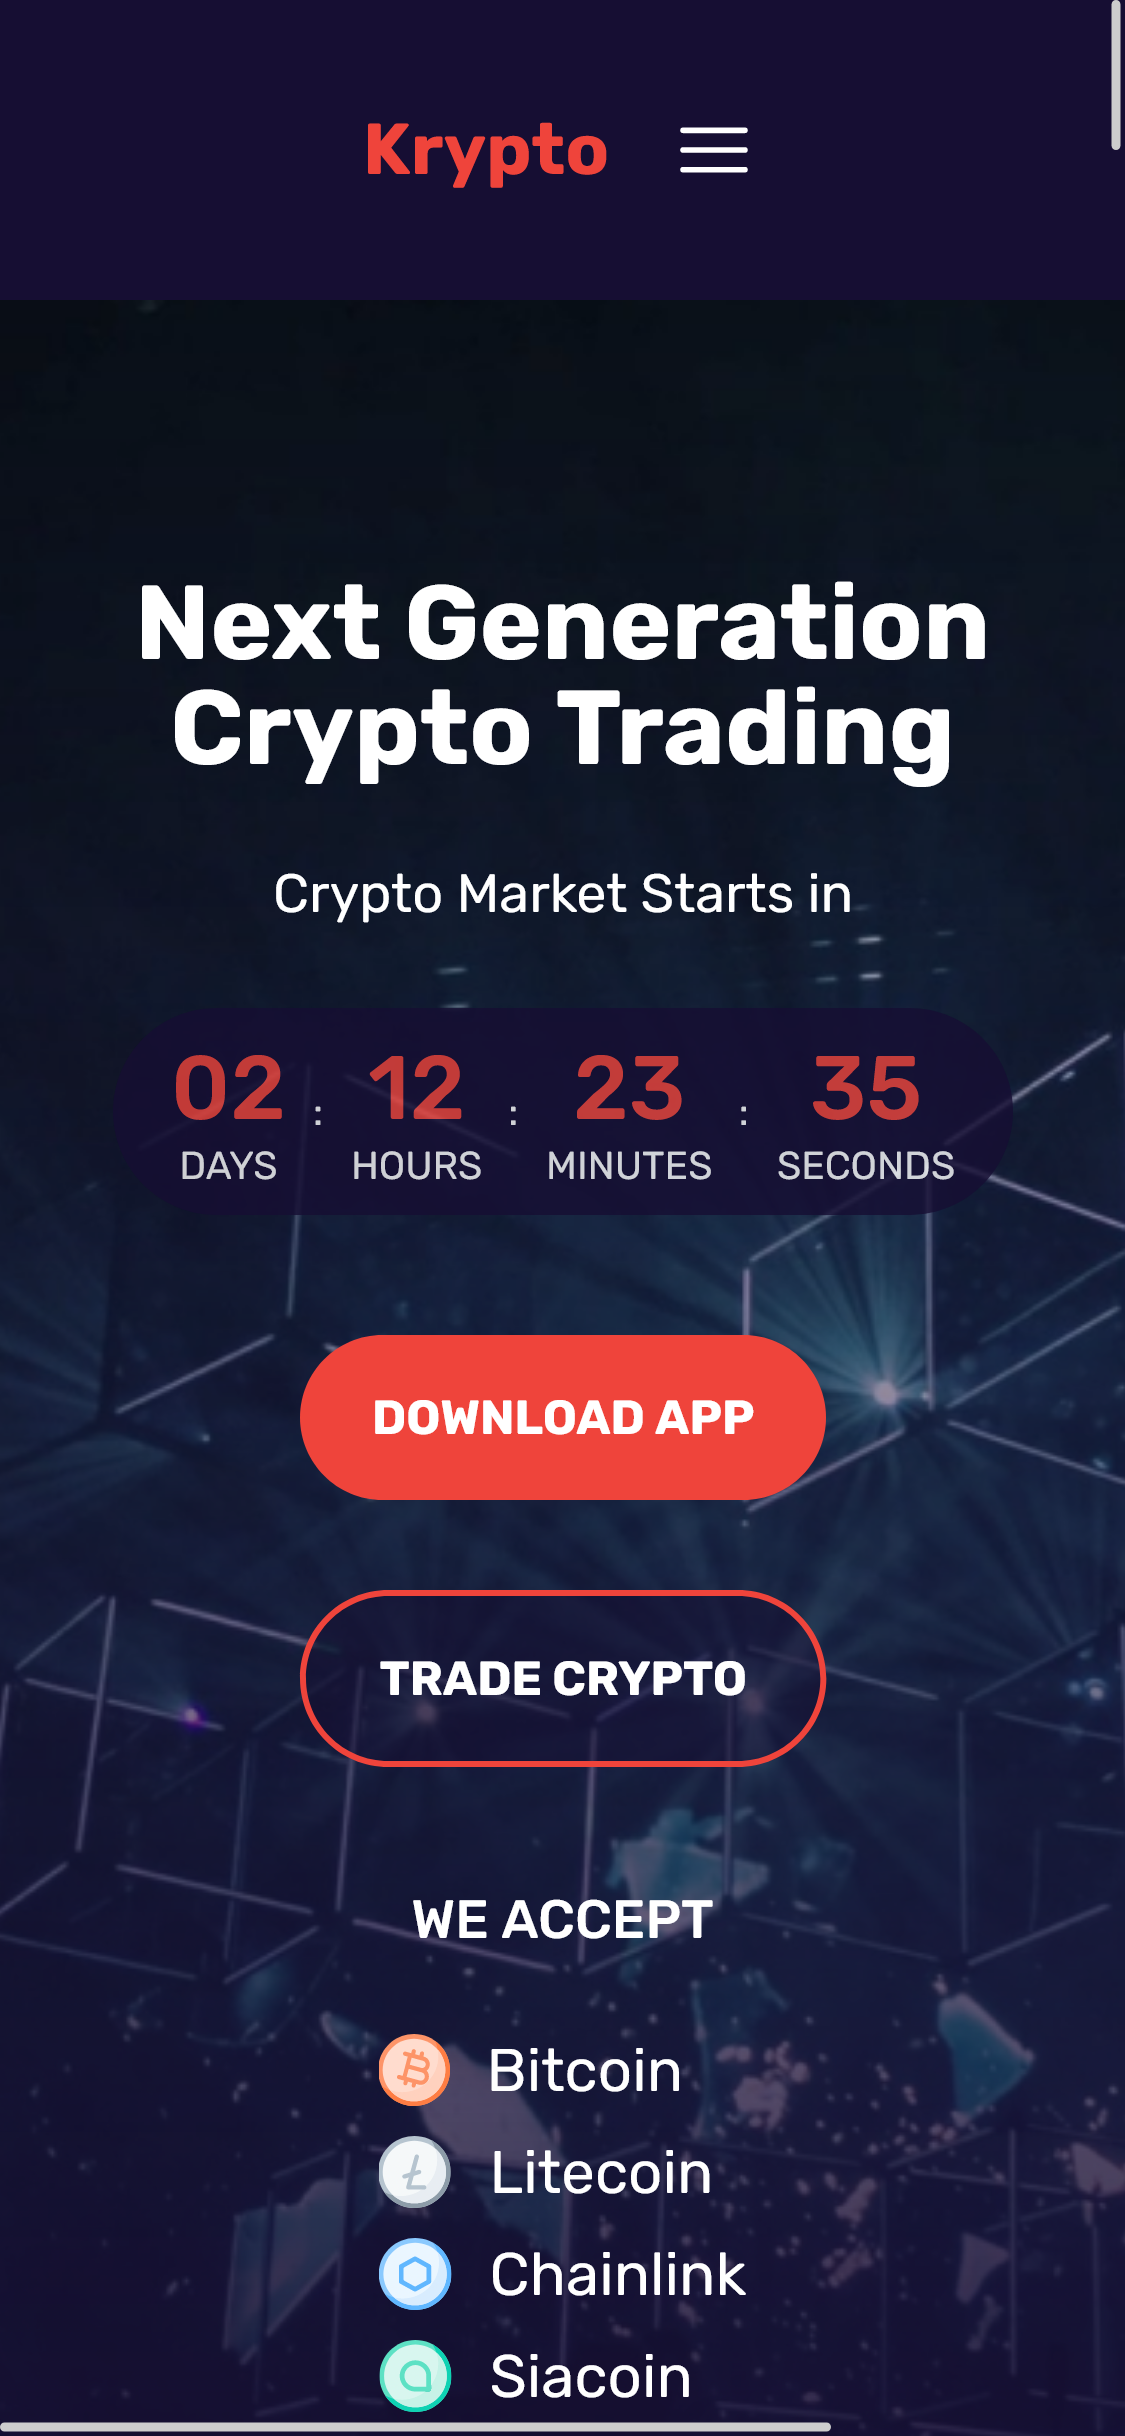 Krypto
Next Generation
Crypto Trading
Crypto Market Starts in
02 : 12 : 23 : 35
DAYS HOURS MINUTES SECONDS
DOWNLOAD APP
TRADE CRYPTO
WE ACCEPT
Bitcoin
Litecoin
Chainlink
Siacoin